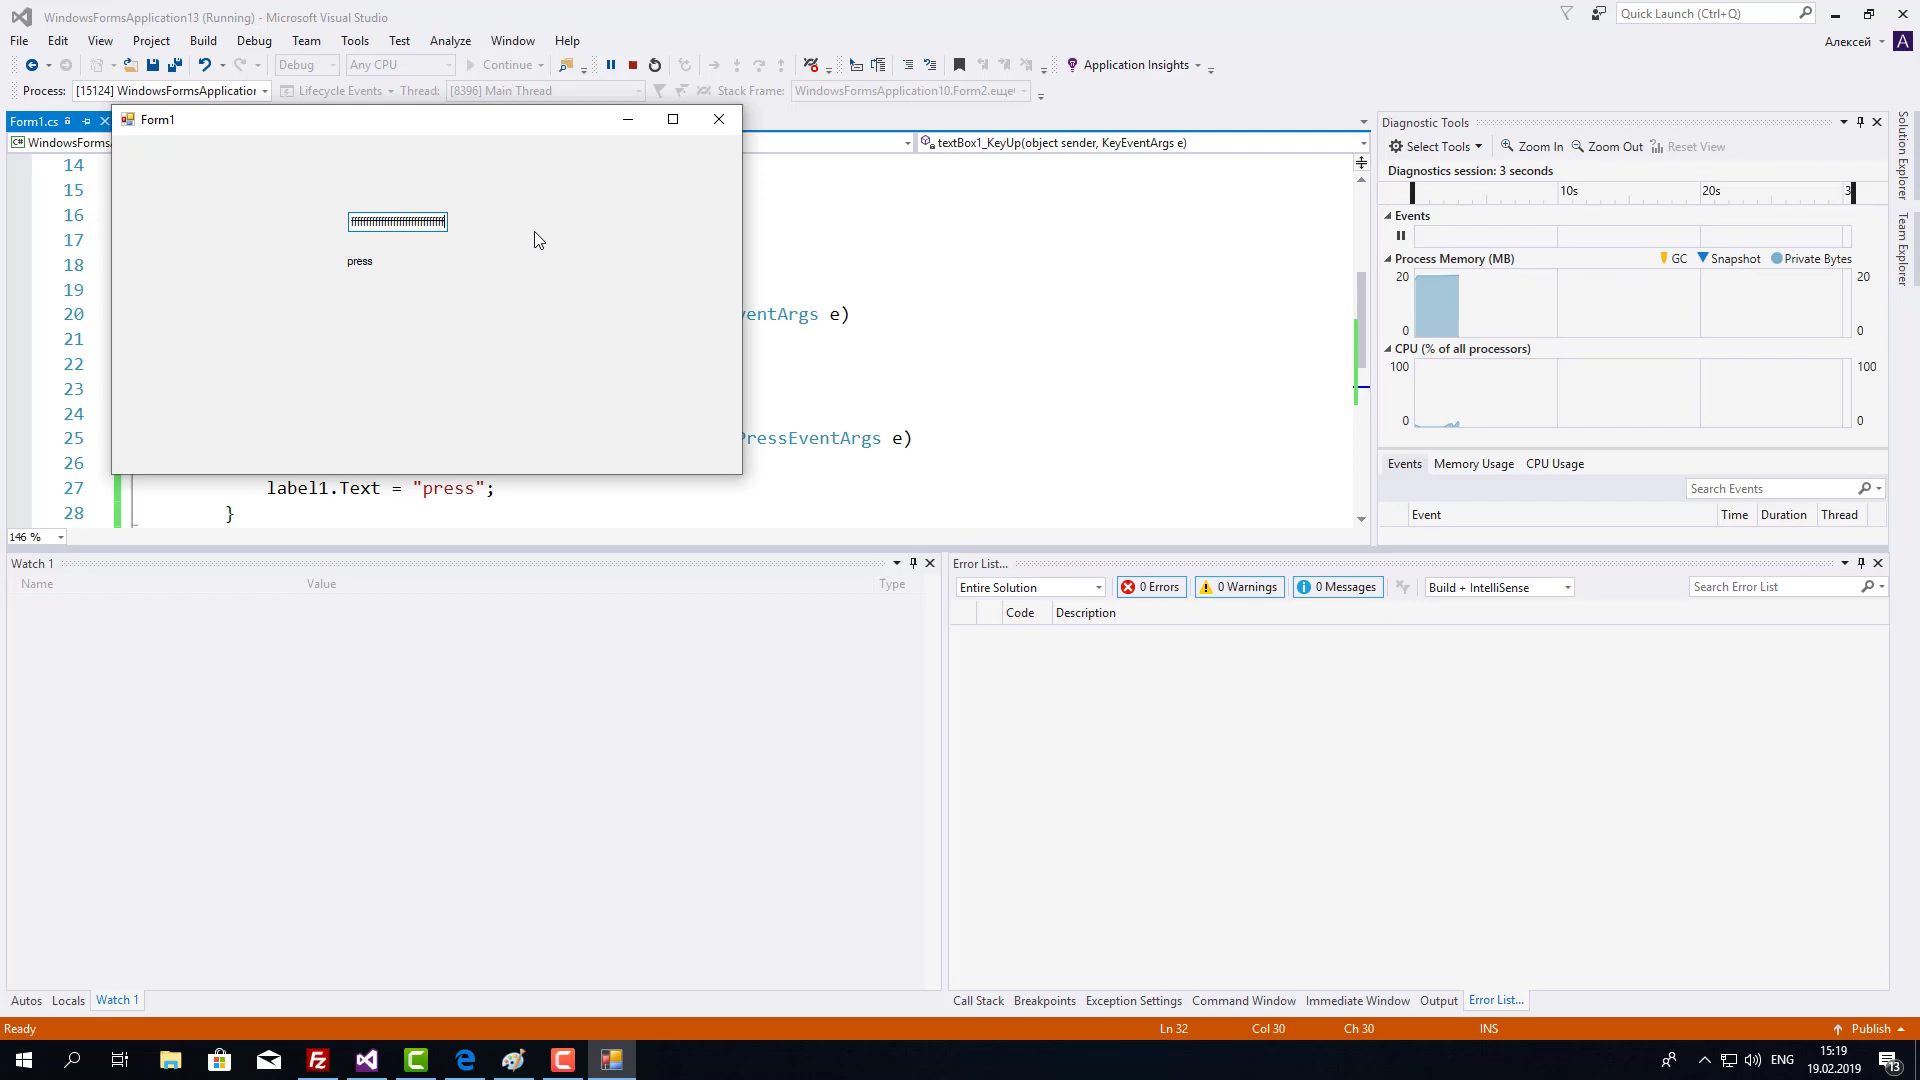 WindowsFormsApplication13 (Running) - Microsoft Visual Studio
Quick Launch (Ctrl+Q)
File Edit View Project Build Debug Team Tools Test Analyze Window Help
Алексей A
Debug Any CPU Continue Application Insights
Process: [15124] WindowsFormsApplication Lifecycle Events Thread: [8396] Main Thread Stack Frame: WindowsFormsApplication10.Form2.еще
Form1.cs
Form1
WindowsForms
textBox1_KeyUp(object sender, KeyEventArgs e)
14
15
16
17
18
19
20 ventArgs e)
21
22
23
24
25 PressEventArgs e)
26
27 label1.Text = "press";
28 }
press
146 %
Diagnostic Tools
Select Tools Zoom In Zoom Out Reset View
Diagnostics session: 3 seconds
10s 20s 3
Events
Process Memory (MB) GC Snapshot Private Bytes
20 20
0 0
CPU (% of all processors)
100 100
0 0
Events Memory Usage CPU Usage
Search Events
Event Time Duration Thread
Solution Explorer
Team Explorer
Watch 1
Name Value Type
Error List...
Entire Solution 0 Errors 0 Warnings 0 Messages Build + IntelliSense Search Error List
Code Description
Autos Locals Watch 1
Call Stack Breakpoints Exception Settings Command Window Immediate Window Output Error List...
Ready Ln 32 Col 30 Ch 30 INS Publish
ENG
15:19
19.02.2019
13